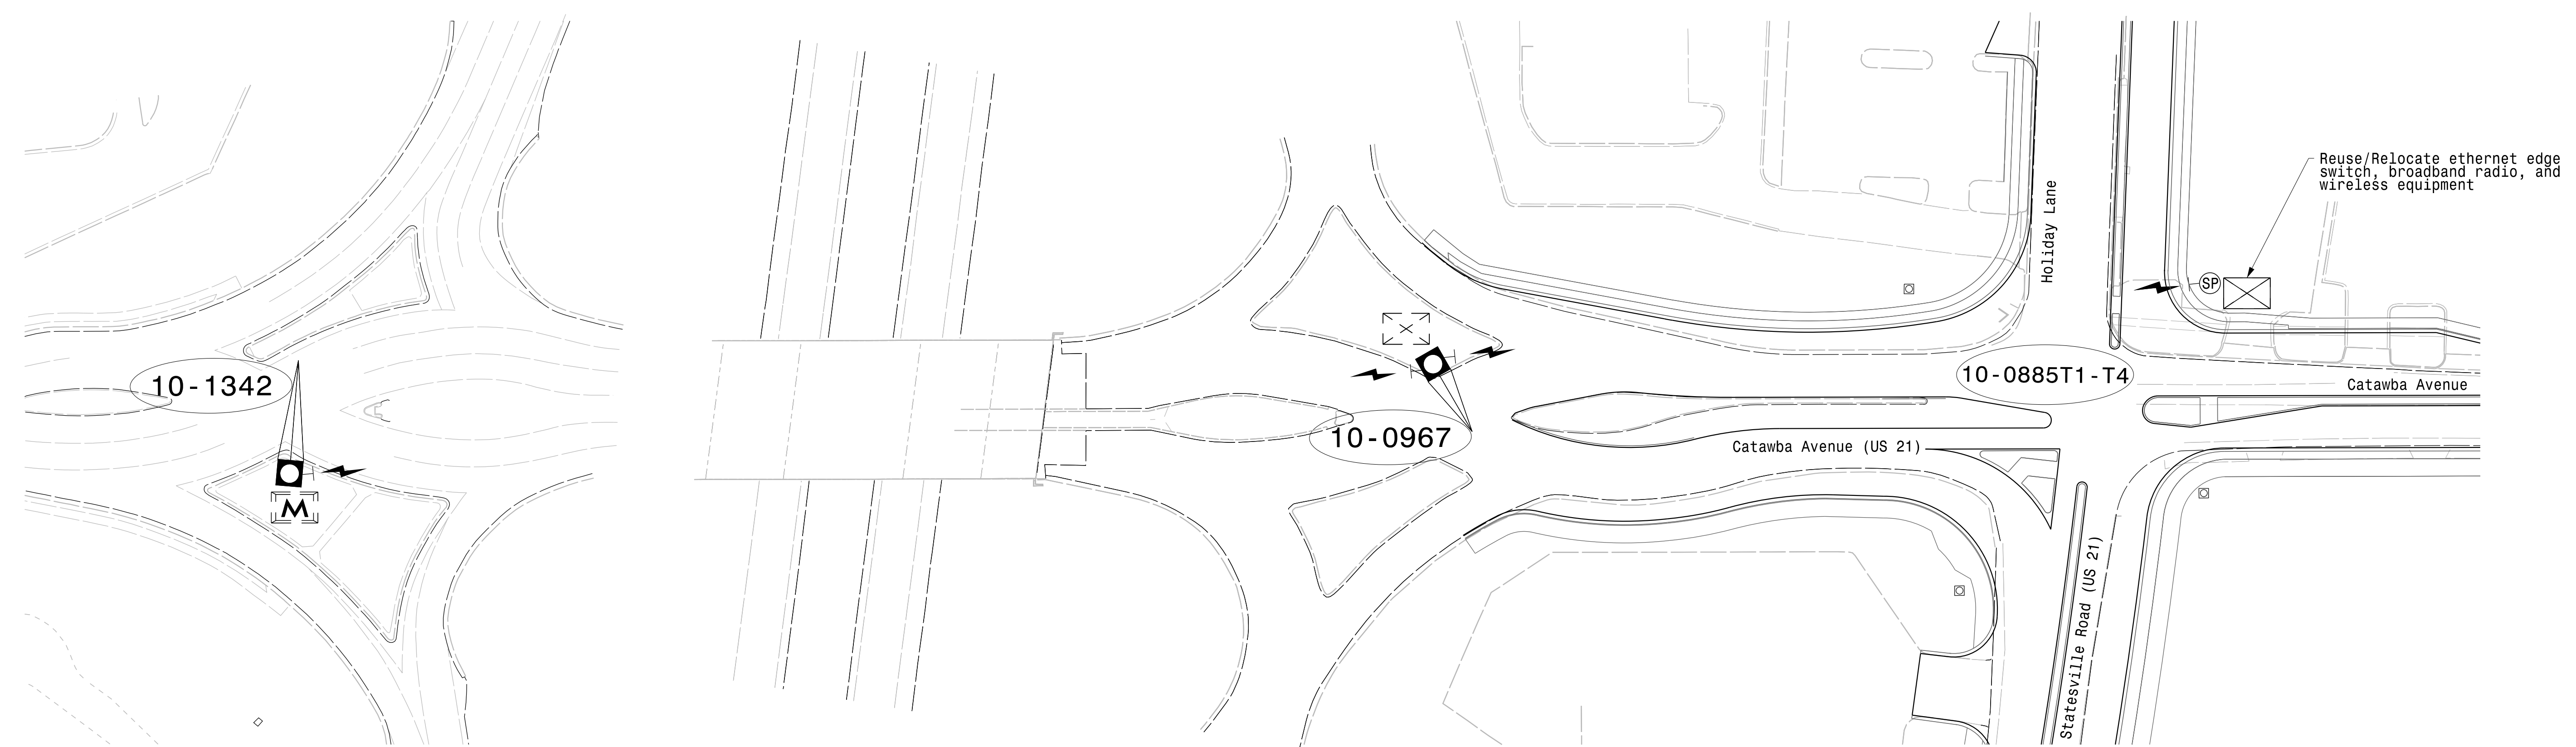 Reuse/Relocate ethernet edge
switch, broadband radio, and
wireless equipment
Holiday Lane
SP
10-1342
10-0885T1-T4
Catawba Avenue
10-0967
Catawba Avenue (US 21)
M
Statesville Road (US 21)